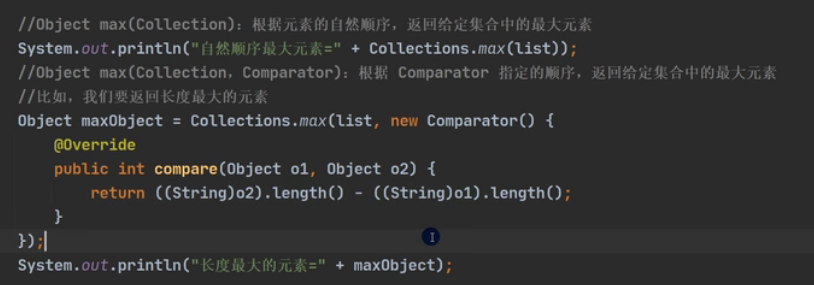 //Object max(Collection)：根据元素的自然顺序，返回给定集合中的最大元素
System.out.println("自然顺序最大元素=" + Collections.max(list));
//Object max(Collection，Comparator)：根据 Comparator 指定的顺序，返回给定集合中的最大元素
//比如，我们要返回长度最大的元素
Object maxObject = Collections.max(list, new Comparator() {
    @Override
    public int compare(Object o1, Object o2) {
        return ((String)o2).length() - ((String)o1).length();
    }
});
System.out.println("长度最大的元素=" + maxObject);